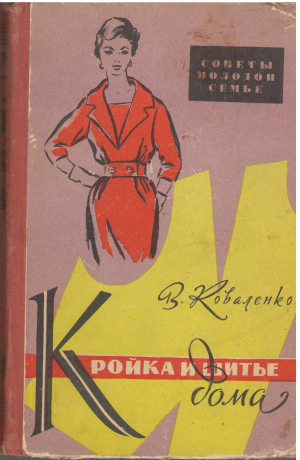 СОВЕТЫ
МОЛОДОЙ
СЕМЬЕ
В. Коваленко
КРОЙКА И ШИТЬЕ
дома